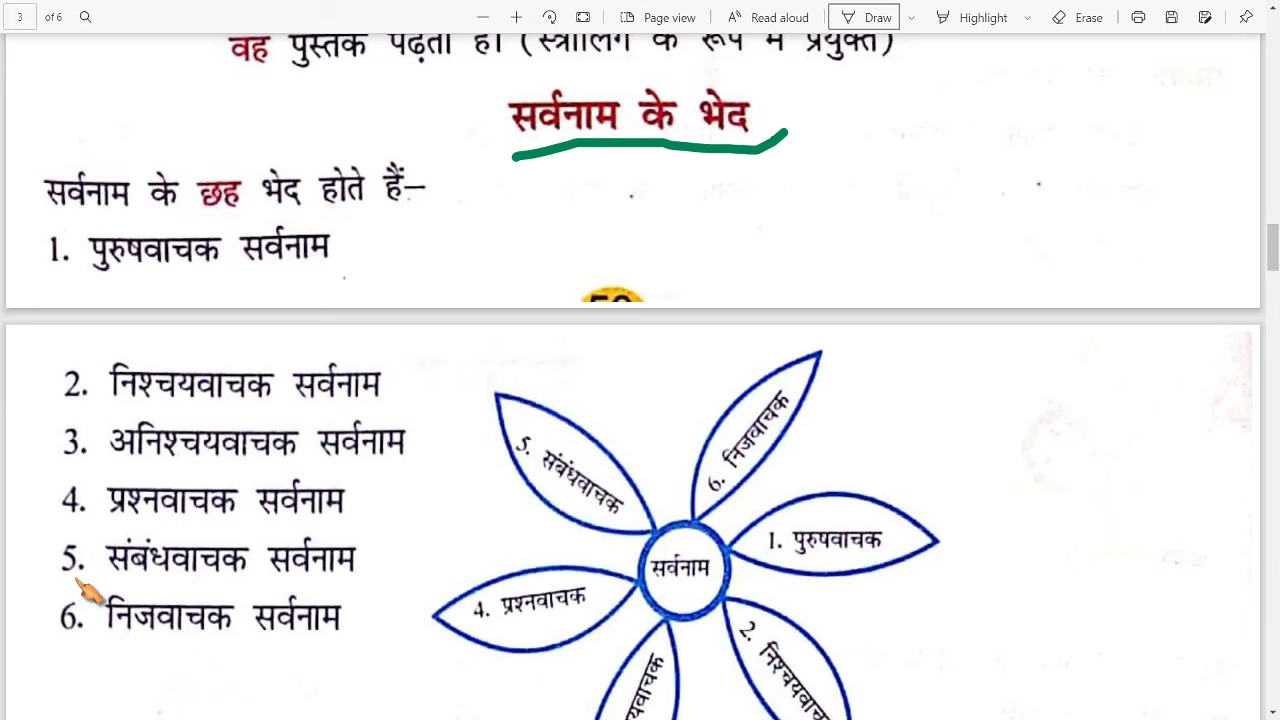 3 of 6
Page view
Read aloud
Draw
Highlight
Erase
वह पुस्तक पढ़ता है। (स्त्रीलिंग के रूप में प्रयुक्त)
सर्वनाम के भेद
सर्वनाम के छह भेद होते हैं–
1. पुरुषवाचक सर्वनाम
2. निश्चयवाचक सर्वनाम
3. अनिश्चयवाचक सर्वनाम
4. प्रश्नवाचक सर्वनाम
5. संबंधवाचक सर्वनाम
6. निजवाचक सर्वनाम
5. संबंधवाचक
6. निजवाचक
1. पुरुषवाचक
सर्वनाम
4. प्रश्नवाचक
2. निश्चयवाच
यवाचक